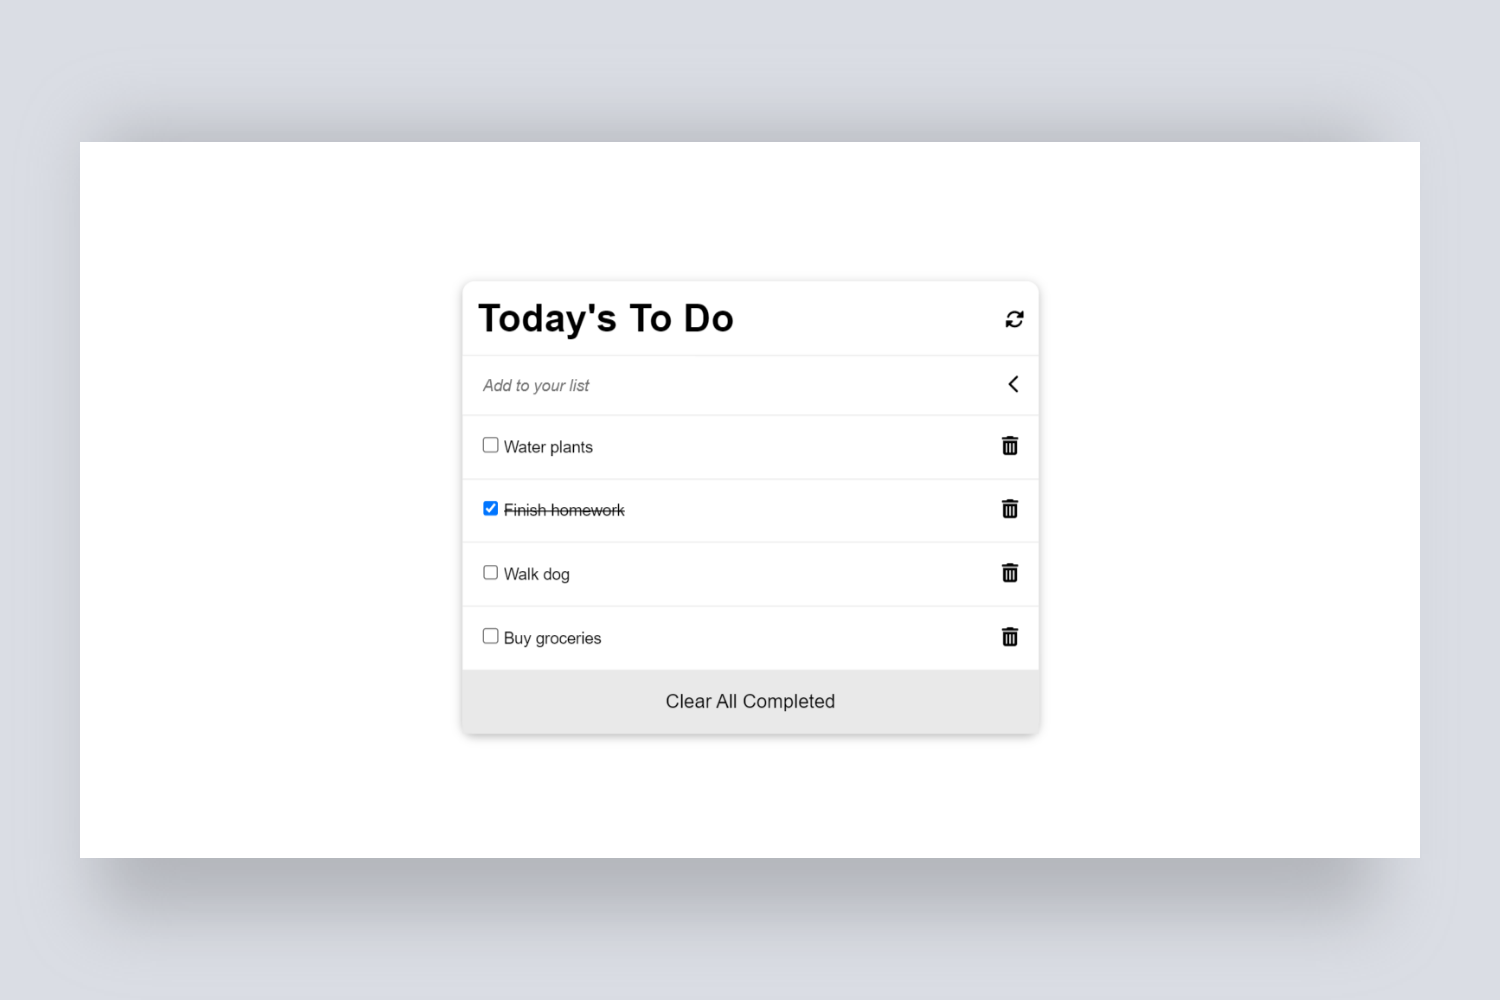 Today's To Do
Add to your list
Water plants
Finish homework
Walk dog
Buy groceries
Clear All Completed